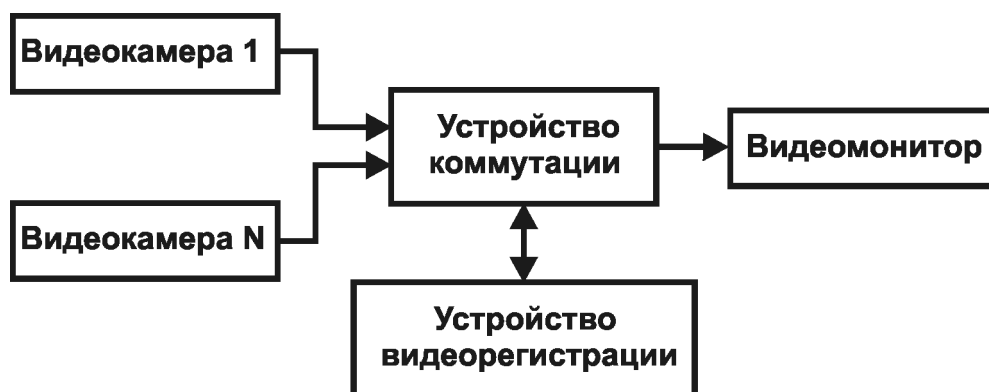 Видеокамера 1
Устройство
коммутации
Видеомонитор
Видеокамера N
Устройство
видеорегистрации